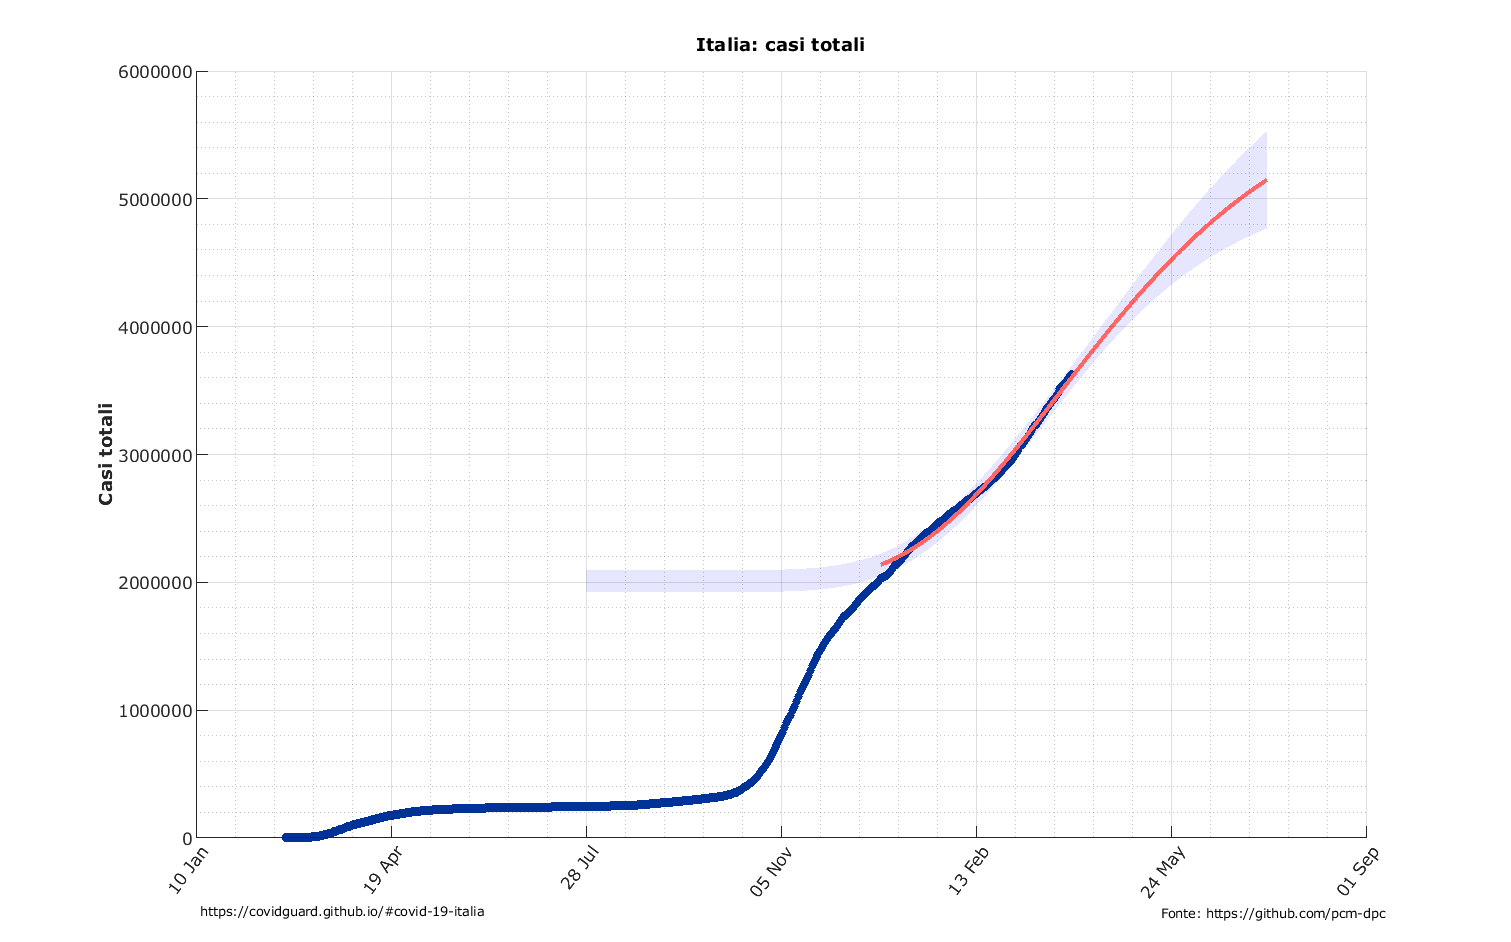 Italia: casi totali
6000000
5000000
4000000
3000000
2000000
1000000
0
Casi totali
10 Jan
19 Apr
28 Jul
05 Nov
13 Feb
24 May
01 Sep
https://covidguard.github.io/#covid-19-italia
Fonte: https://github.com/pcm-dpc